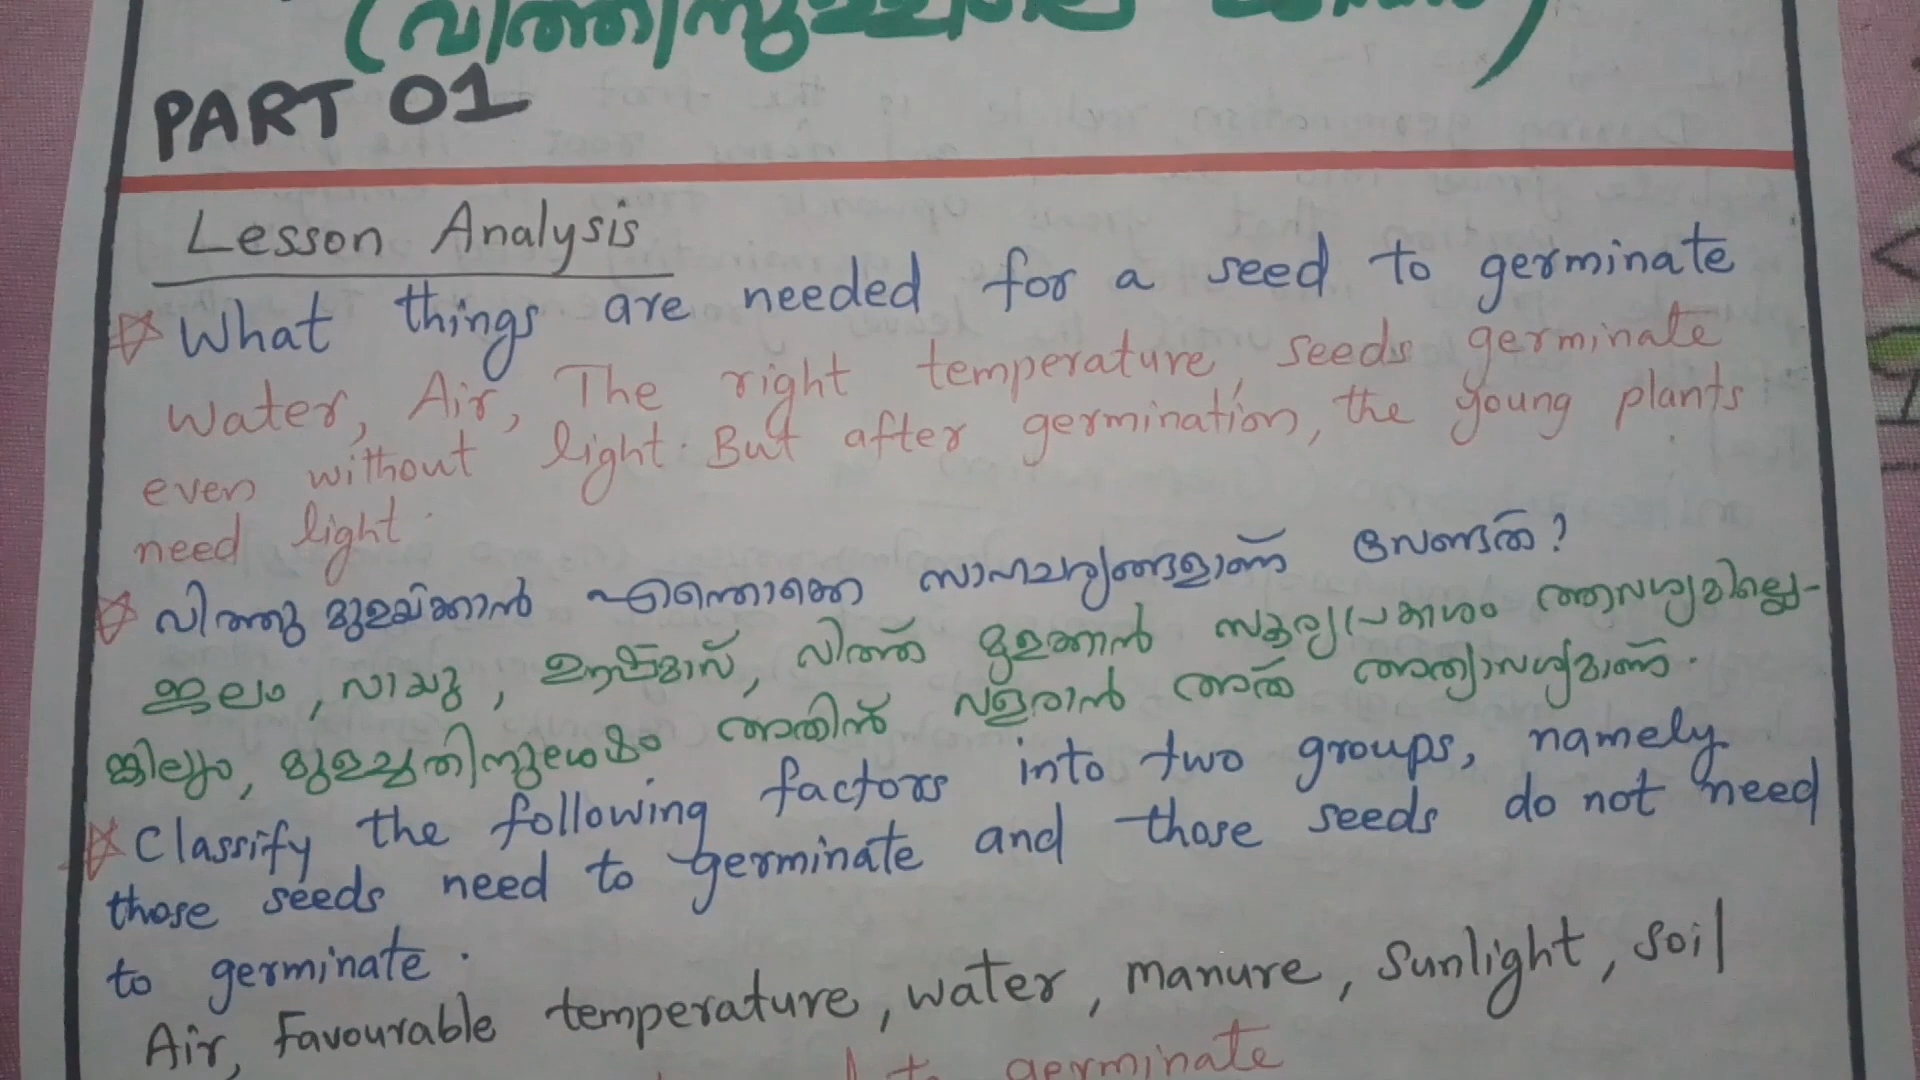 PART 01
Lesson Analysis
What things are needed for a seed to germinate
Water, Air, The right temperature, seeds germinate
even without light. But after germination, the young plants
need light.
വിത്തു മുളയ്ക്കാൻ എന്തൊക്കെ സാഹചര്യങ്ങളാണ് വേണ്ടത്?
ജലം, വായു, ഊഷ്മാവ്, വിത്ത് മുളക്കാൻ സൂര്യപ്രകാശം ആവശ്യമില്ലെ-
ങ്കിലും, മുളച്ചതിനുശേഷം അതിന് വളരാൻ അത് അത്യാവശ്യമാണ്.
Classify the following factors into two groups, namely
those seeds need to germinate and those seeds do not need
to germinate.
Air, Favourable temperature, water, manure, sunlight, soil
germinate